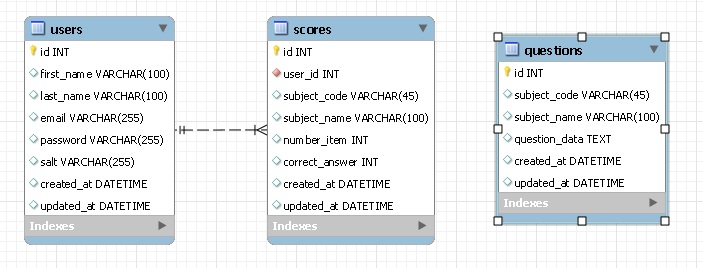 users
id INT
first_name VARCHAR(100)
last_name VARCHAR(100)
email VARCHAR(255)
password VARCHAR(255)
salt VARCHAR(255)
created_at DATETIME
updated_at DATETIME
Indexes
scores
id INT
user_id INT
subject_code VARCHAR(45)
subject_name VARCHAR(100)
number_item INT
correct_answer INT
created_at DATETIME
updated_at DATETIME
Indexes
questions
id INT
subject_code VARCHAR(45)
subject_name VARCHAR(100)
question_data TEXT
created_at DATETIME
updated_at DATETIME
Indexes